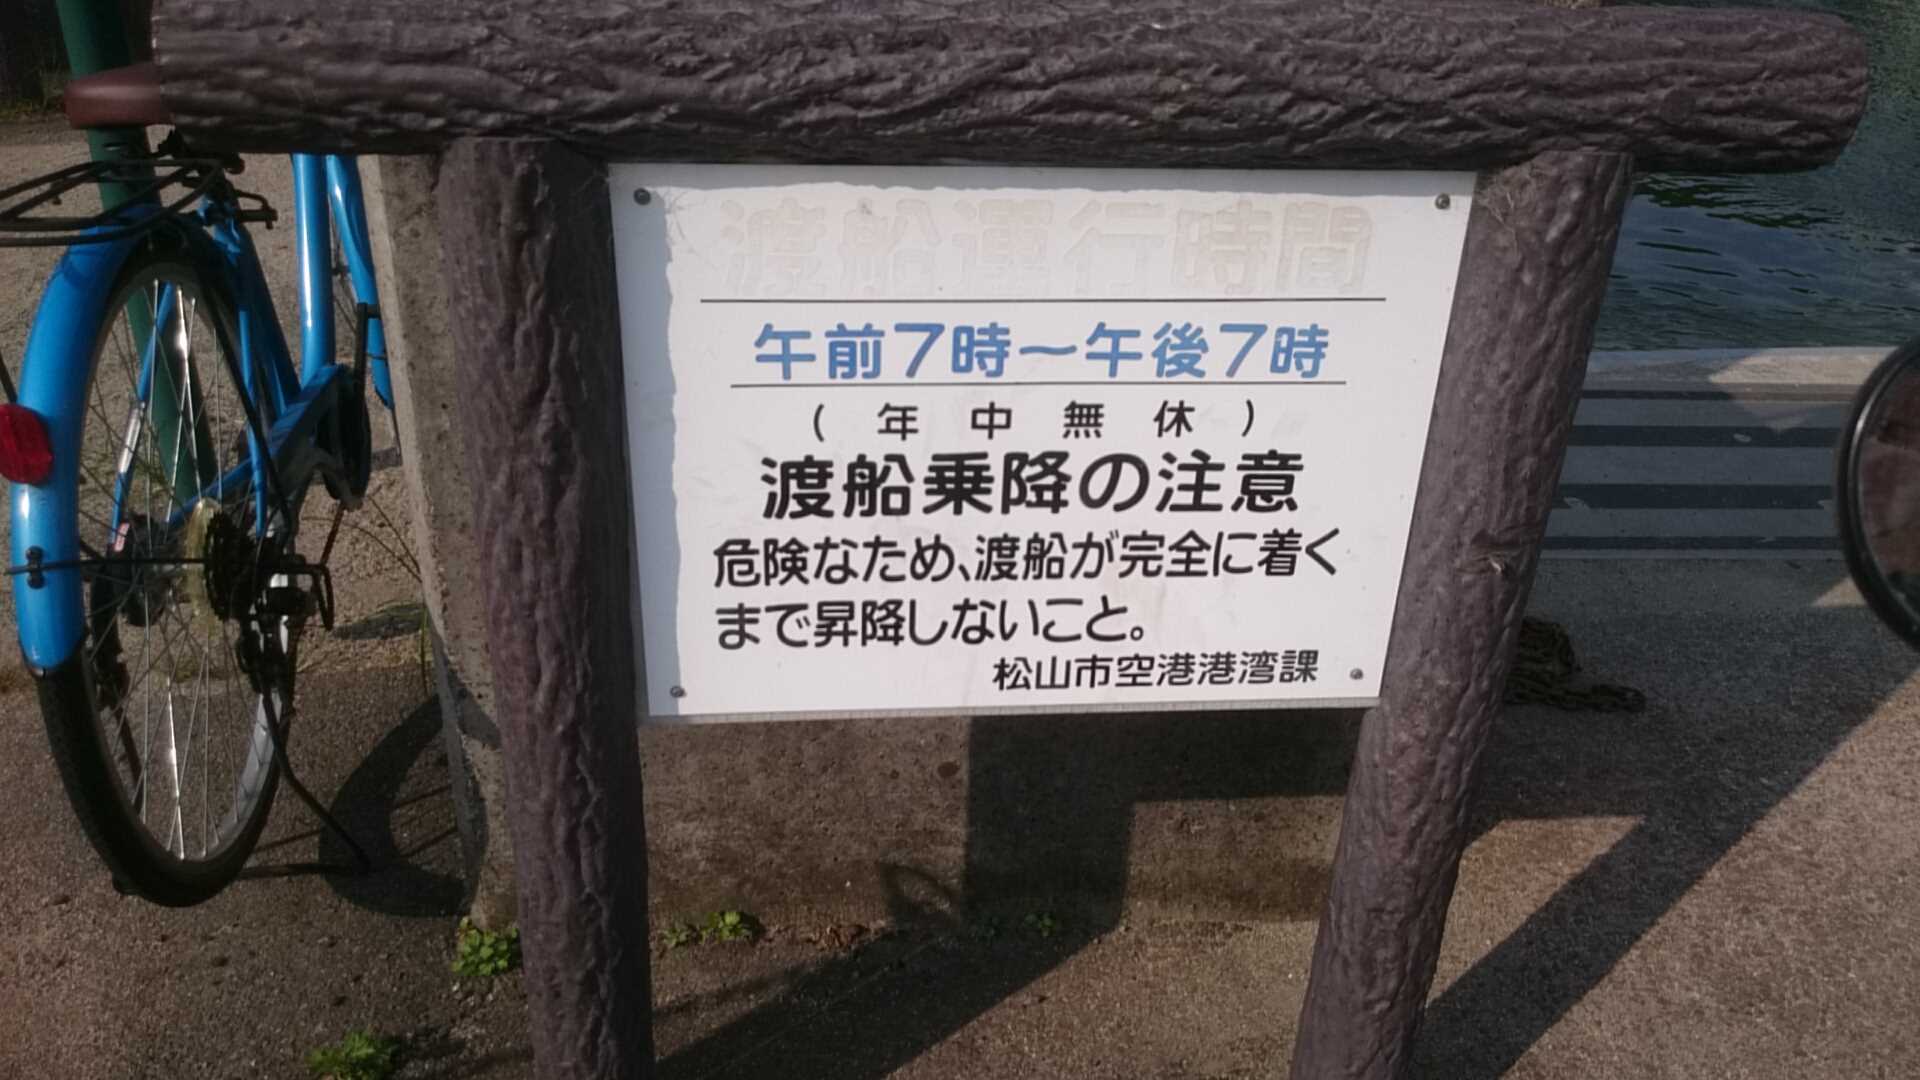 渡船運行時間
午前7時〜午後7時
(年中無休)
渡船乗降の注意
危険なため、渡船が完全に着く
まで昇降しないこと。
松山市空港港湾課